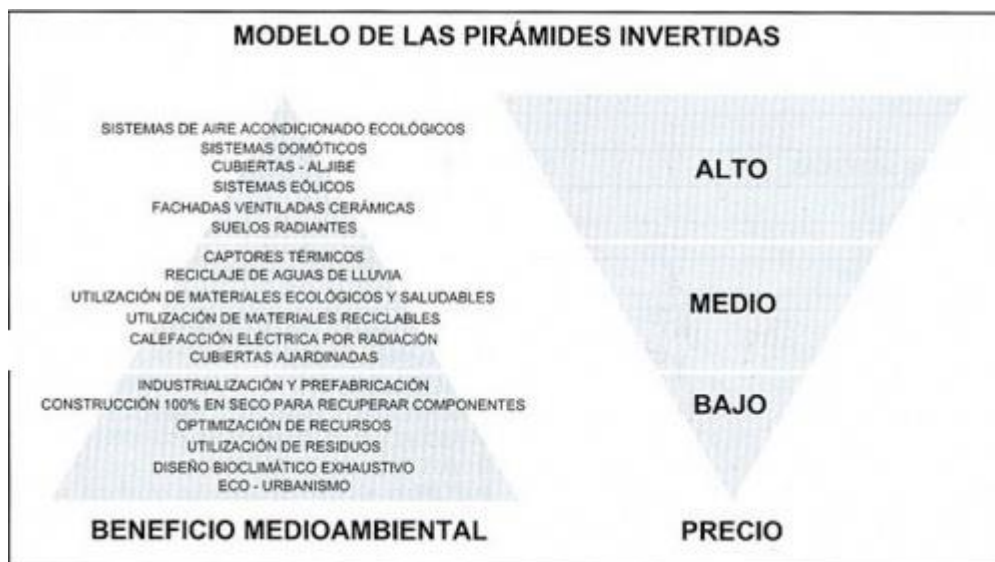 MODELO DE LAS PIRÁMIDES INVERTIDAS
SISTEMAS DE AIRE ACONDICIONADO ECOLÓGICOS
SISTEMAS DOMÓTICOS
CUBIERTAS - ALJIBE
SISTEMAS EÓLICOS
FACHADAS VENTILADAS CERÁMICAS
SUELOS RADIANTES
CAPTORES TÉRMICOS
RECICLAJE DE AGUAS DE LLUVIA
UTILIZACIÓN DE MATERIALES ECOLÓGICOS Y SALUDABLES
UTILIZACIÓN DE MATERIALES RECICLABLES
CALEFACCIÓN ELÉCTRICA POR RADIACIÓN
CUBIERTAS AJARDINADAS
INDUSTRIALIZACIÓN Y PREFABRICACIÓN
CONSTRUCCIÓN 100% EN SECO PARA RECUPERAR COMPONENTES
OPTIMIZACIÓN DE RECURSOS
UTILIZACIÓN DE RESIDUOS
DISEÑO BIOCLIMÁTICO EXHAUSTIVO
ECO - URBANISMO
BENEFICIO MEDIOAMBIENTAL
ALTO
MEDIO
BAJO
PRECIO